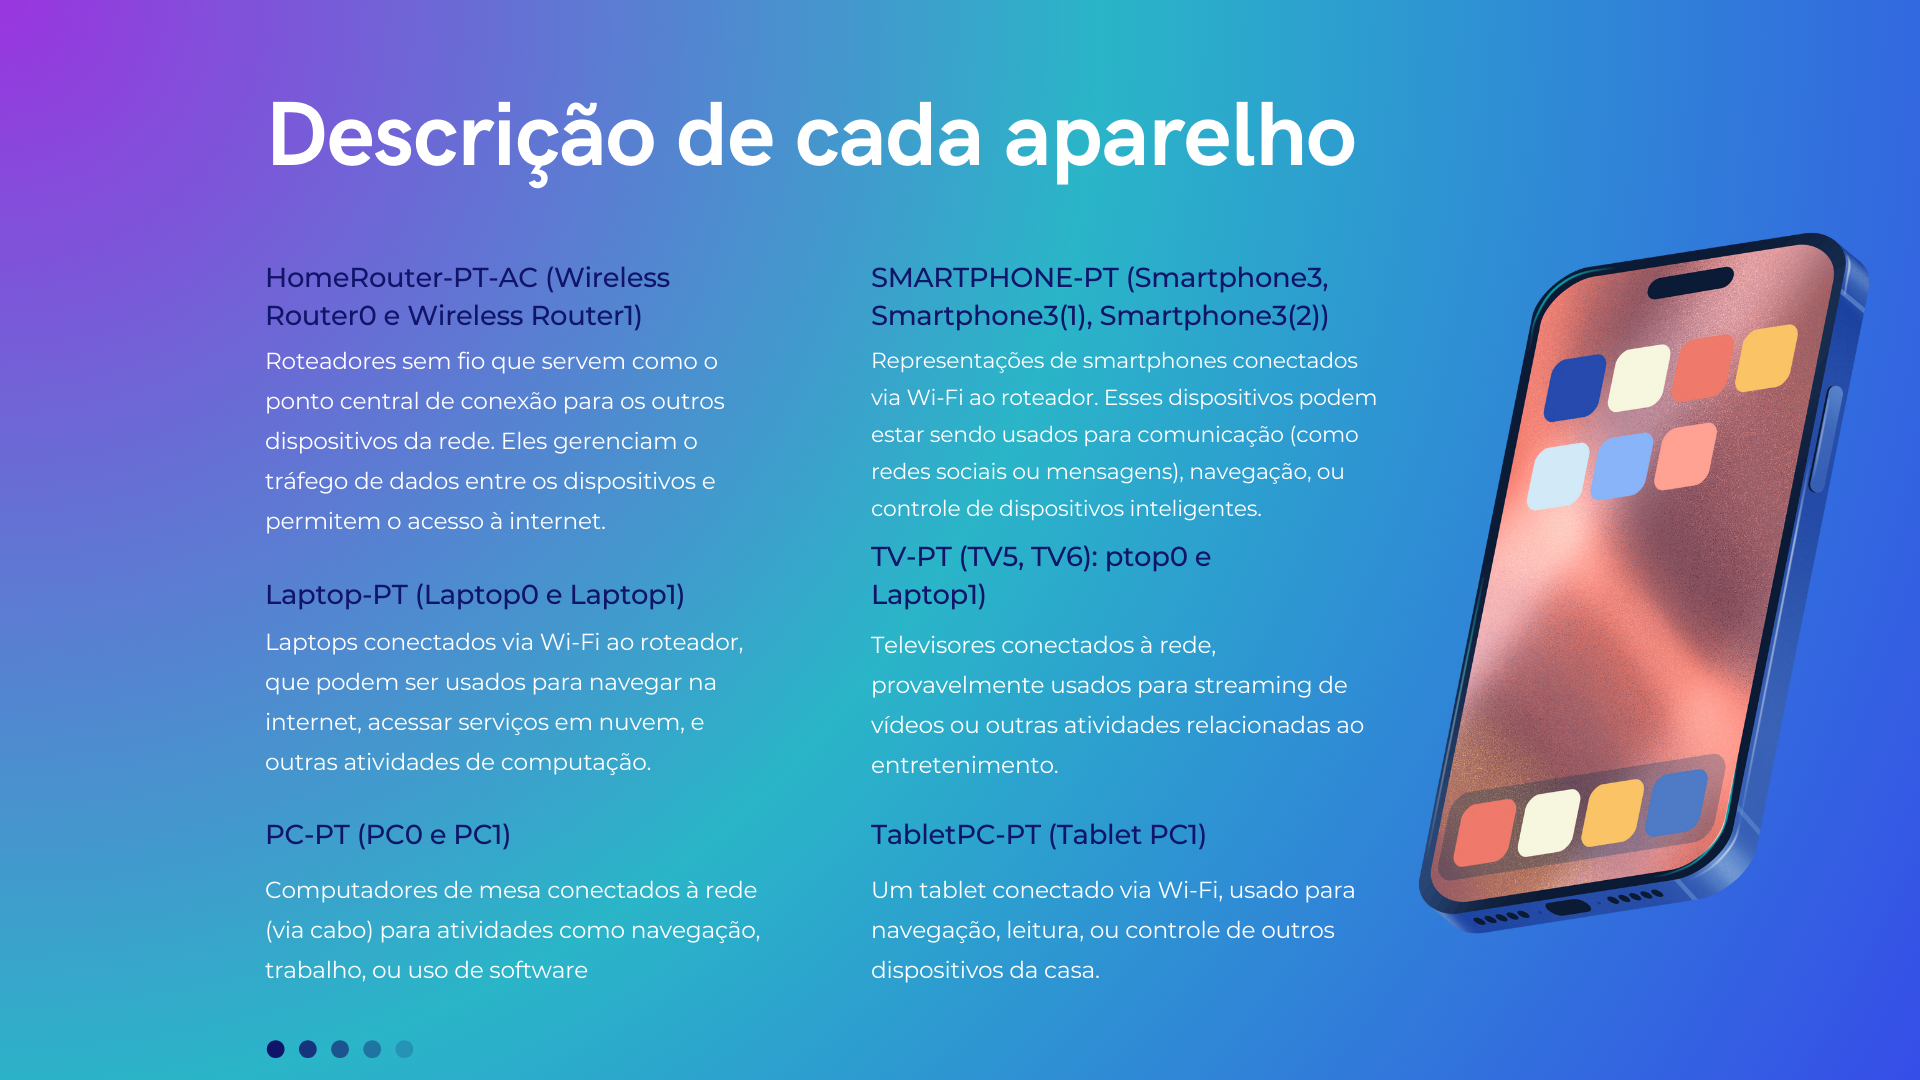 Descrição de cada aparelho
HomeRouter-PT-AC (Wireless
Router0 e Wireless Router1)
Roteadores sem fio que servem como o
ponto central de conexão para os outros
dispositivos da rede. Eles gerenciam o
tráfego de dados entre os dispositivos e
permitem o acesso à internet.
Laptop-PT (Laptop0 e Laptop1)
Laptops conectados via Wi-Fi ao roteador,
que podem ser usados para navegar na
internet, acessar serviços em nuvem, e
outras atividades de computação.
PC-PT (PC0 e PC1)
Computadores de mesa conectados à rede
(via cabo) para atividades como navegação,
trabalho, ou uso de software
SMARTPHONE-PT (Smartphone3,
Smartphone3(1), Smartphone3(2))
Representações de smartphones conectados
via Wi-Fi ao roteador. Esses dispositivos podem
estar sendo usados para comunicação (como
redes sociais ou mensagens), navegação, ou
controle de dispositivos inteligentes.
TV-PT (TV5, TV6): ptop0 e
Laptop1)
Televisores conectados à rede,
provavelmente usados para streaming de
vídeos ou outras atividades relacionadas ao
entretenimento.
TabletPC-PT (Tablet PC1)
Um tablet conectado via Wi-Fi, usado para
navegação, leitura, ou controle de outros
dispositivos da casa.